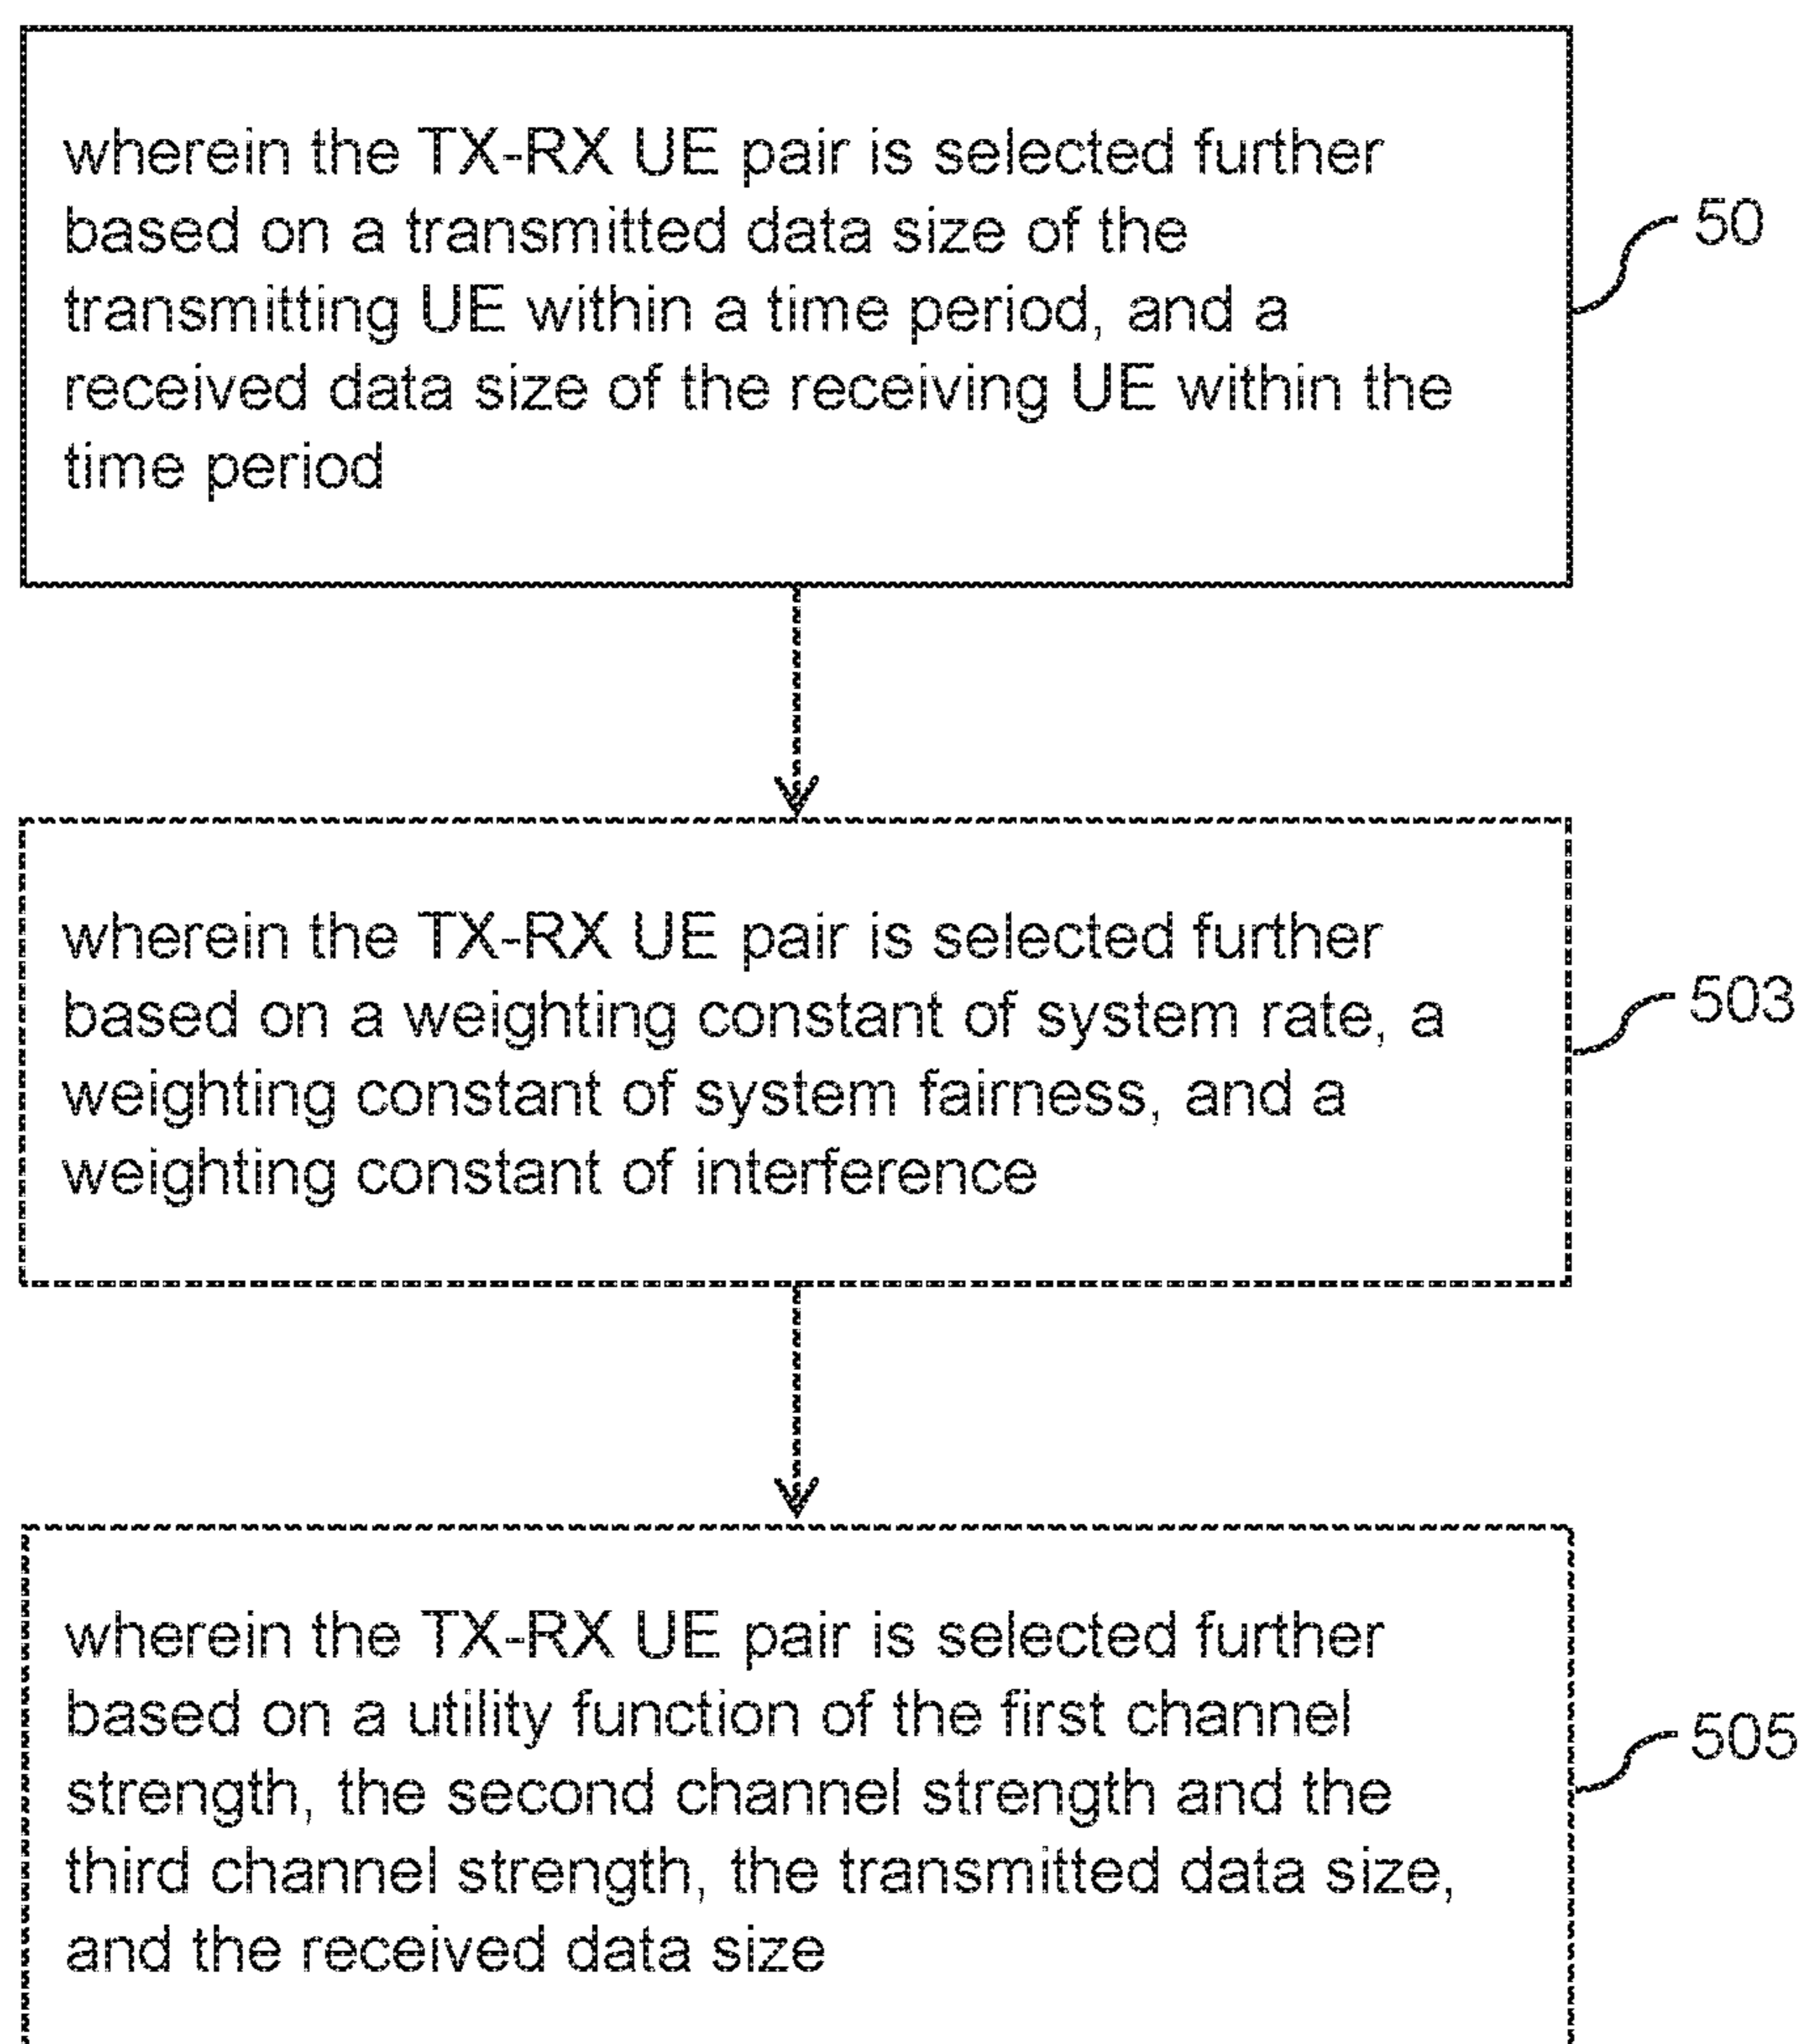 wherein the TX-RX UE pair is selected further
based on a transmitted data size of the
transmitting UE within a time period, and a
received data size of the receiving UE within the
time period
50
wherein the TX-RX UE pair is selected further
based on a weighting constant of system rate, a
weighting constant of system fairness, and a
weighting constant of interference
503
wherein the TX-RX UE pair is selected further
based on a utility function of the first channel
strength, the second channel strength and the
third channel strength, the transmitted data size,
and the received data size
505